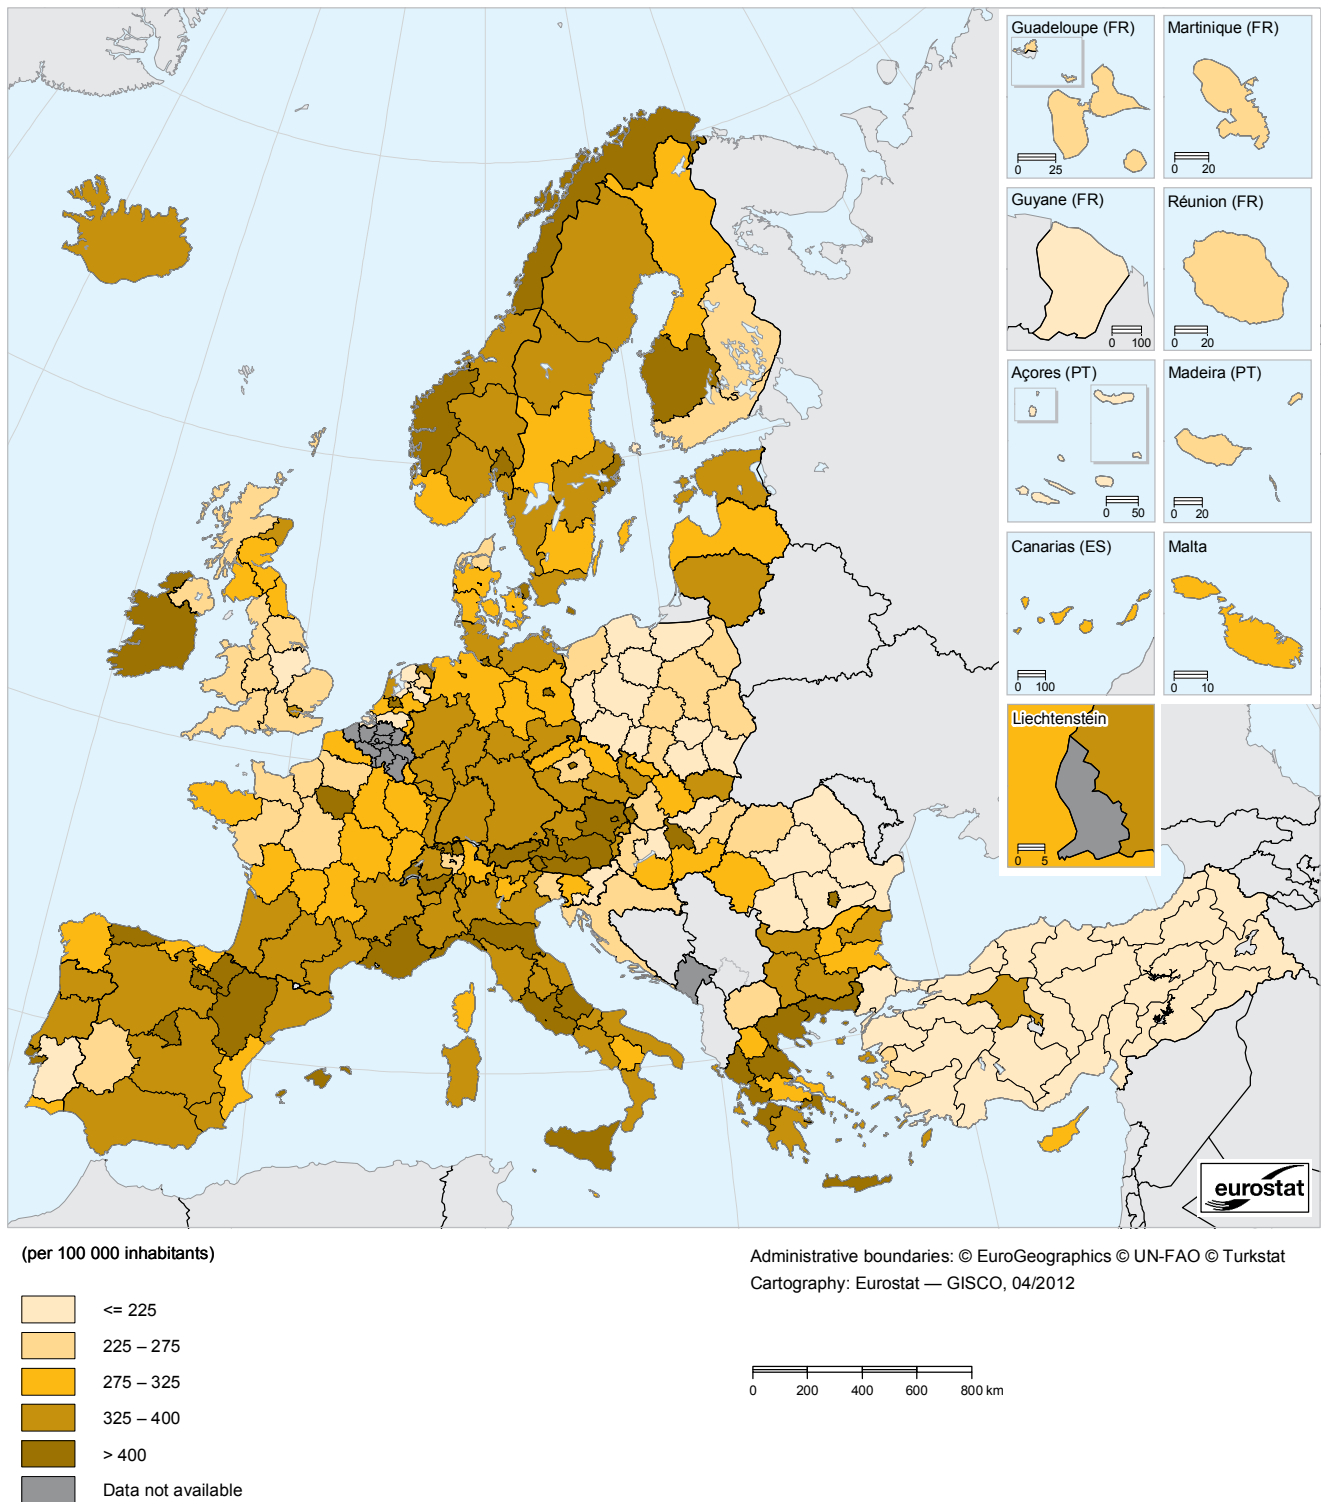 Guadeloupe (FR)
0 25
Martinique (FR)
0 20
Guyane (FR)
0 100
Réunion (FR)
0 20
Açores (PT)
0 50
Madeira (PT)
0 20
Canarias (ES)
0 100
Malta
0 10
Liechtenstein
0 5
eurostat
(per 100 000 inhabitants)
<= 225
225 – 275
275 – 325
325 – 400
> 400
Data not available
Administrative boundaries: © EuroGeographics © UN-FAO © Turkstat
Cartography: Eurostat — GISCO, 04/2012
0 200 400 600 800 km